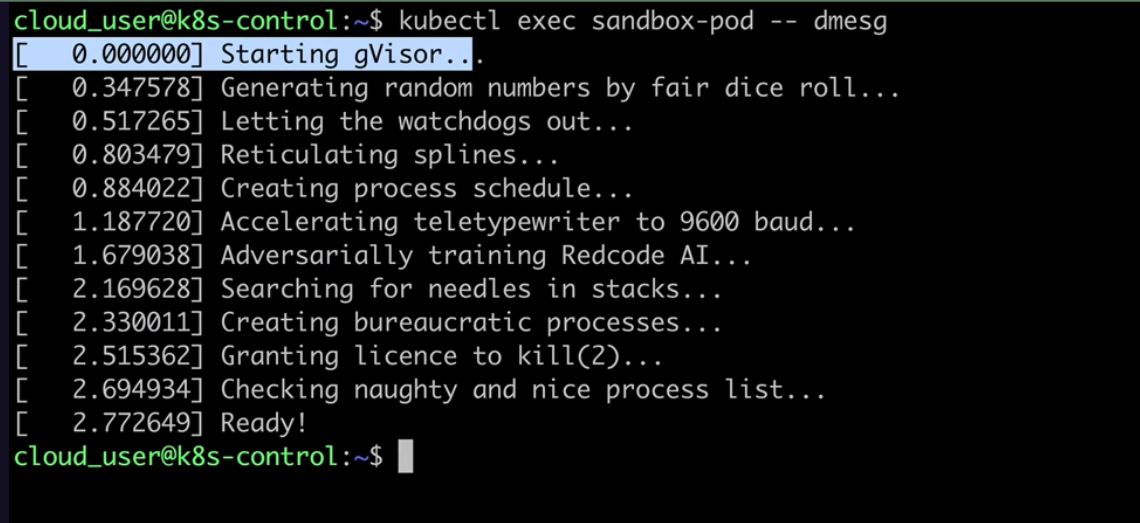 cloud_user@k8s-control:~$ kubectl exec sandbox-pod -- dmesg
[    0.000000] Starting gVisor...
[    0.347578] Generating random numbers by fair dice roll...
[    0.517265] Letting the watchdogs out...
[    0.803479] Reticulating splines...
[    0.884022] Creating process schedule...
[    1.187720] Accelerating teletypewriter to 9600 baud...
[    1.679038] Adversarially training Redcode AI...
[    2.169628] Searching for needles in stacks...
[    2.330011] Creating bureaucratic processes...
[    2.515362] Granting licence to kill(2)...
[    2.694934] Checking naughty and nice process list...
[    2.772649] Ready!
cloud_user@k8s-control:~$